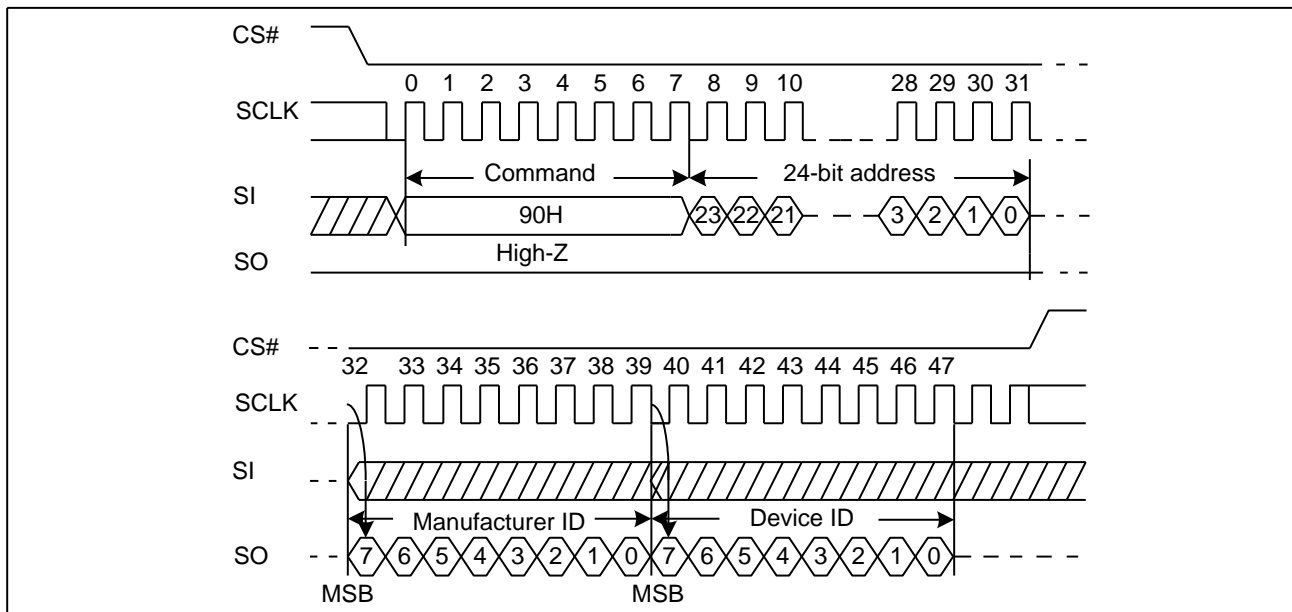 CS#
0 1 2 3 4 5 6 7 8 9 10 28 29 30 31
SCLK
Command 24-bit address
SI
90H 23 22 21 3 2 1 0
High-Z
SO
CS#
32 33 34 35 36 37 38 39 40 41 42 43 44 45 46 47
SCLK
SI
Manufacturer ID Device ID
SO 7 6 5 4 3 2 1 0 7 6 5 4 3 2 1 0
MSB MSB